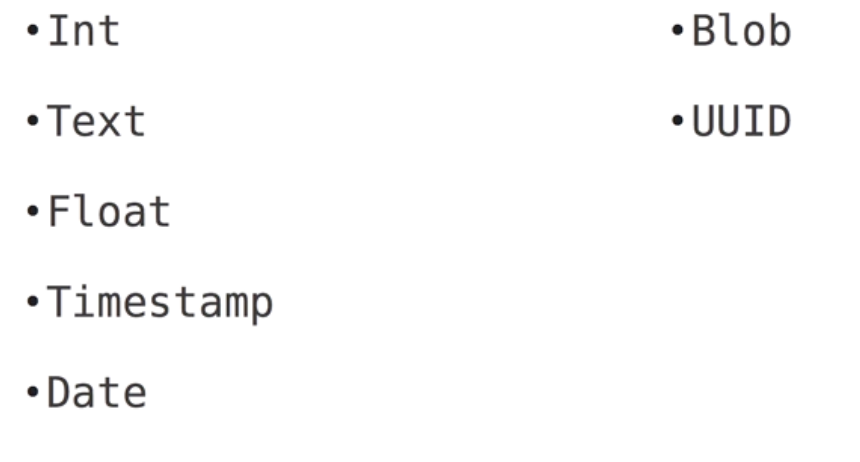 •Int
•Text
•Float
•Timestamp
•Date
•Blob
•UUID